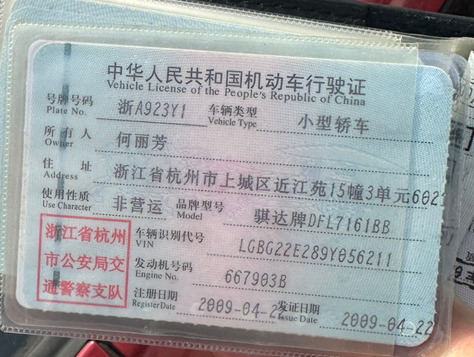 中华人民共和国机动车行驶证
Vehicle License of the People's Republic of China
号牌号码 浙A923Y1 车辆类型 小型轿车
Plate No. Vehicle Type
所有人 何丽芳
Owner
住址 浙江省杭州市上城区近江苑15幢3单元602
Address
使用性质 非营运 品牌型号 骐达牌DFL7161BB
Use Character Model
浙江省杭州
市公安局交
通警察支队
车辆识别代号 LGBG22E289Y056211
VIN
发动机号码 667903B
Engine No.
注册日期 2009-04-2 发证日期 2009-04-22
Register Date Issue Date